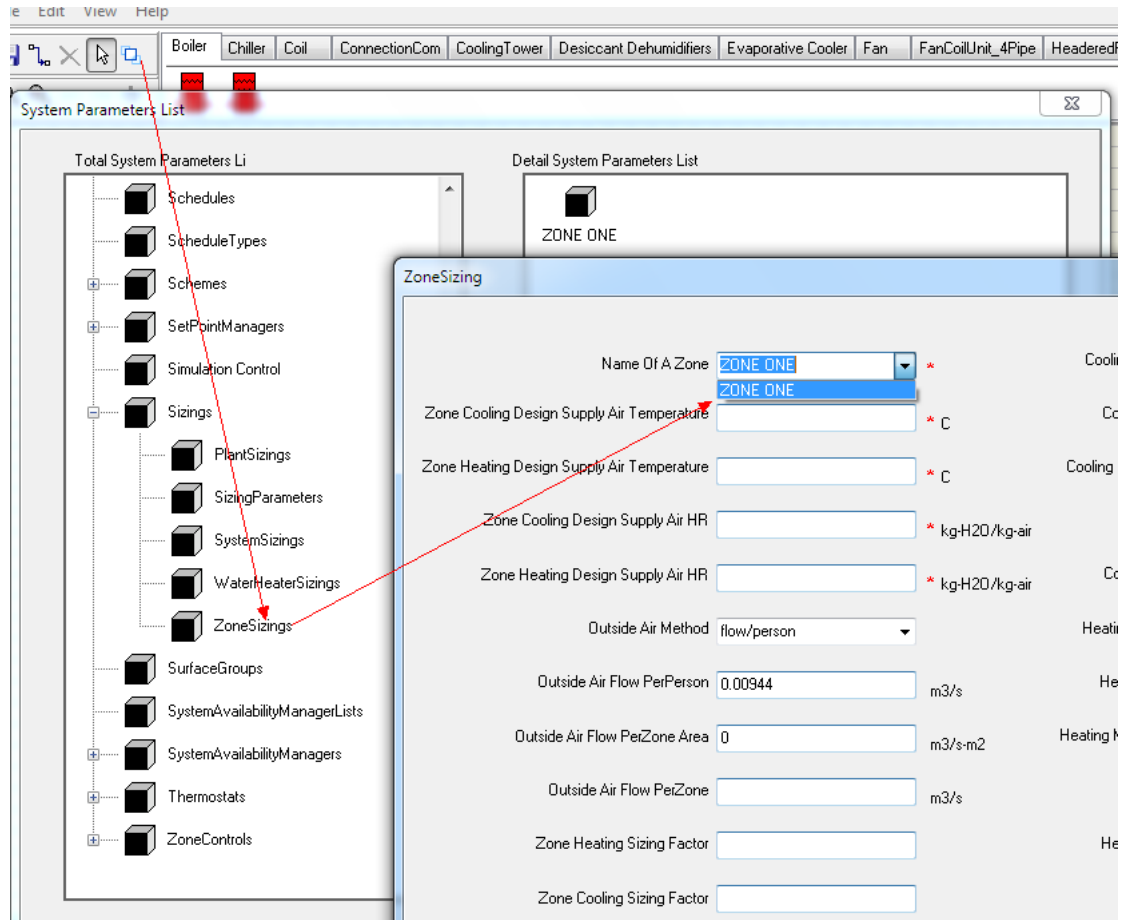 Edit View Help
Boiler Chiller Coil ConnectionCom CoolingTower Desiccant Dehumidifiers Evaporative Cooler Fan FanCoilUnit_4Pipe Headered
System Parameters List
Total System Parameters Li
Detail System Parameters List
Schedules
ZONE ONE
ScheduleTypes
Schemes
ZoneSizing
SetPointManagers
Simulation Control
Name Of A Zone ZONE ONE *
ZONE ONE
Sizings
Zone Cooling Design Supply Air Temperature * C
PlantSizings
Zone Heating Design Supply Air Temperature * C
Cooling
SizingParameters
Zone Cooling Design Supply Air HR * kg-H2O/kg-air
SystemSizings
Zone Heating Design Supply Air HR * kg-H2O/kg-air
WaterHeaterSizings
ZoneSizings
Outside Air Method flow/person
SurfaceGroups
Outside Air Flow PerPerson 0.00944 m3/s
SystemAvailabilityManagerLists
Outside Air Flow PerZone Area 0 m3/s-m2
Heating
SystemAvailabilityManagers
Outside Air Flow PerZone m3/s
Thermostats
ZoneControls
Zone Heating Sizing Factor
Zone Cooling Sizing Factor